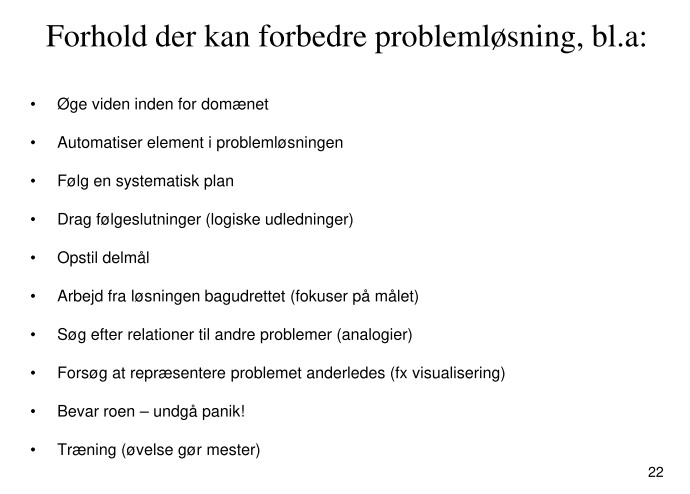 Forhold der kan forbedre problemløsning, bl.a:
• Øge viden inden for domænet
• Automatiser element i problemløsningen
• Følg en systematisk plan
• Drag følgeslutninger (logiske udledninger)
• Opstil delmål
• Arbejd fra løsningen bagudrettet (fokuser på målet)
• Søg efter relationer til andre problemer (analogier)
• Forsøg at repræsentere problemet anderledes (fx visualisering)
• Bevar roen – undgå panik!
• Træning (øvelse gør mester)
22